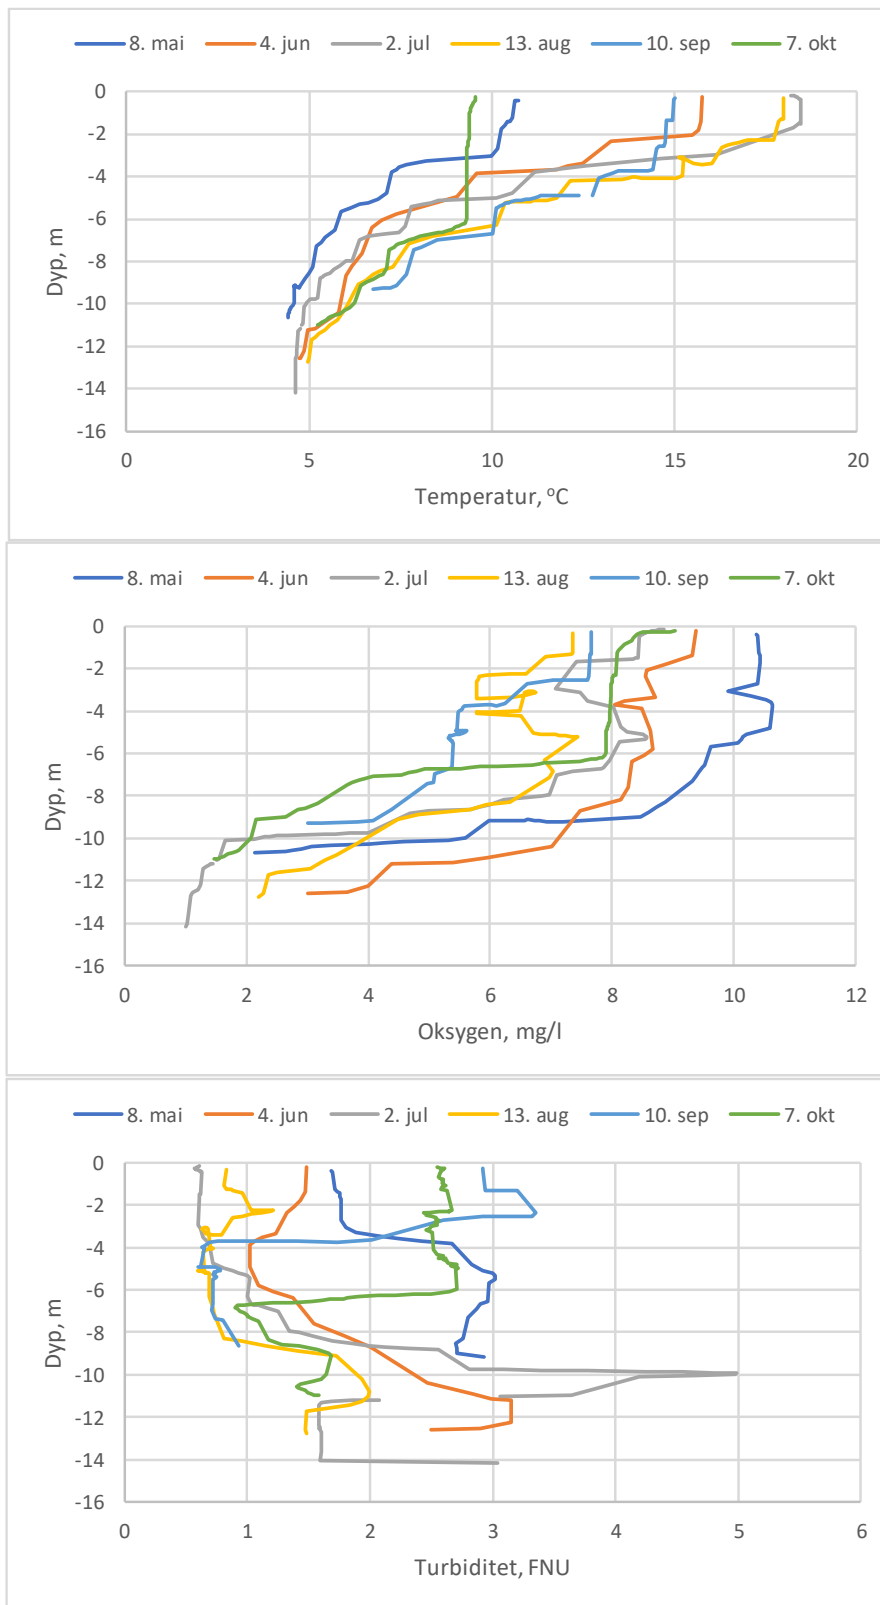 8. mai 4. jun 2. jul 13. aug 10. sep 7. okt
0
-2
-4
-6
-8
-10
-12
-14
-16
Dyp, m
0 5 10 15 20
Temperatur, °C
8. mai 4. jun 2. jul 13. aug 10. sep 7. okt
0
-2
-4
-6
-8
-10
-12
-14
-16
Dyp, m
0 2 4 6 8 10 12
Oksygen, mg/l
8. mai 4. jun 2. jul 13. aug 10. sep 7. okt
0
-2
-4
-6
-8
-10
-12
-14
-16
Dyp, m
0 1 2 3 4 5 6
Turbiditet, FNU